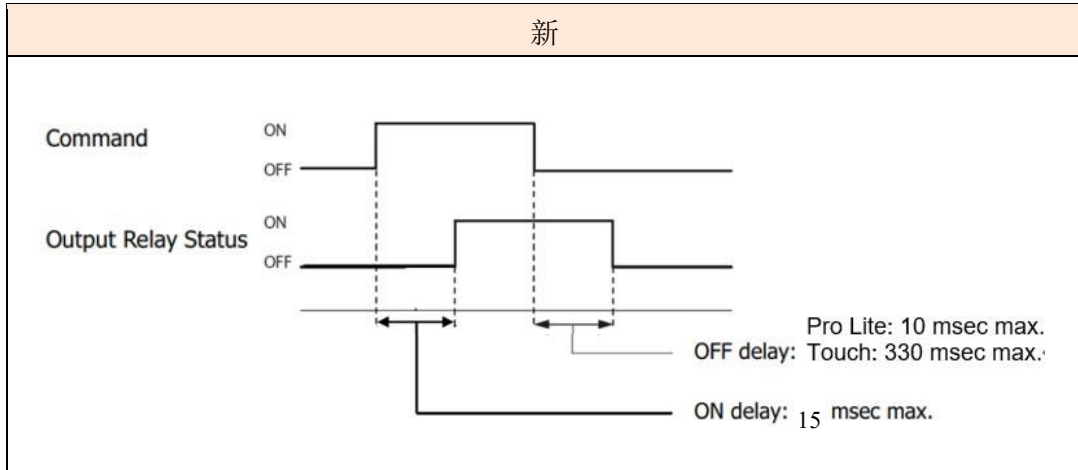 新
Command
ON
OFF
Output Relay Status
ON
OFF
Pro Lite: 10 msec max.
OFF delay: Touch: 330 msec max.
ON delay: 15 msec max.